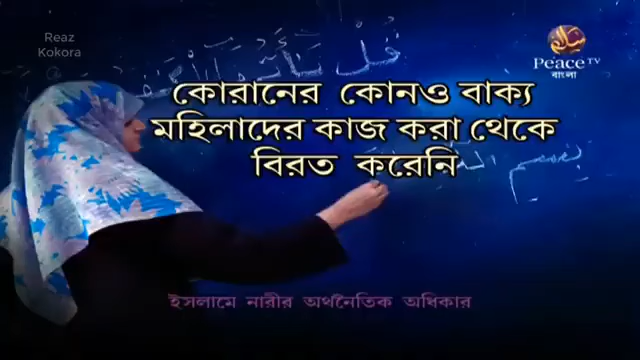 Reaz
Kokora
Peace TV
বাংলা
কোরানের কোনও বাক্য
মহিলাদের কাজ করা থেকে
বিরত করেনি
ইসলামে নারীর অর্থনৈতিক অধিকার